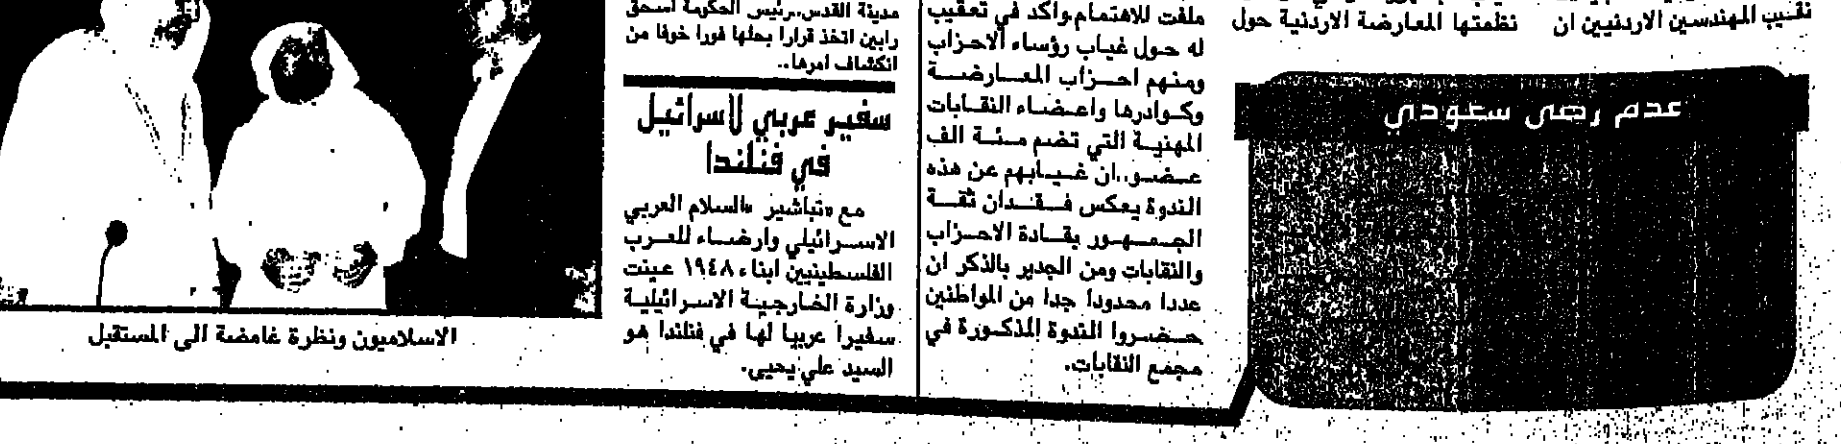 نقيب المهندسين الاردنيين ان
نظمتها المعارضة الاردنية حول
عدم رضى سعودي
ملفت للاهتمام.واكد في تعقيب
له حول غياب رؤساء الاحزاب
ومنهم احزاب المعارضة
وكوادرها واعضاء النقابات
المهنية التي تضم مئة الف
عضو..ان غيابهم عن هذه
الندوة يعكس فقدان ثقة
الجمهور بقادة الاحزاب
والنقابات ومن الجدير بالذكر ان
عددا محدودا جدا من المواطنين
حضروا الندوة المذكورة في
مجمع النقابات.
مدينة القدس..رئيس الحكومة اسحق
رابين اتخذ قرارا بحلها فورا خوفا من
انكشاف امرها..
سفير عربي لاسرائيل
في فنلندا
مع «تباشير «السلام العربي
الاسرائيلي وارضاء للعرب
الفلسطينيين ابناء ١٩٤٨ عينت
وزارة الخارجية الاسرائيلية
سفيرا عربيا لها في فنلندا هو
السيد علي يحيى.
الاسلاميون ونظرة غامضة الى المستقبل